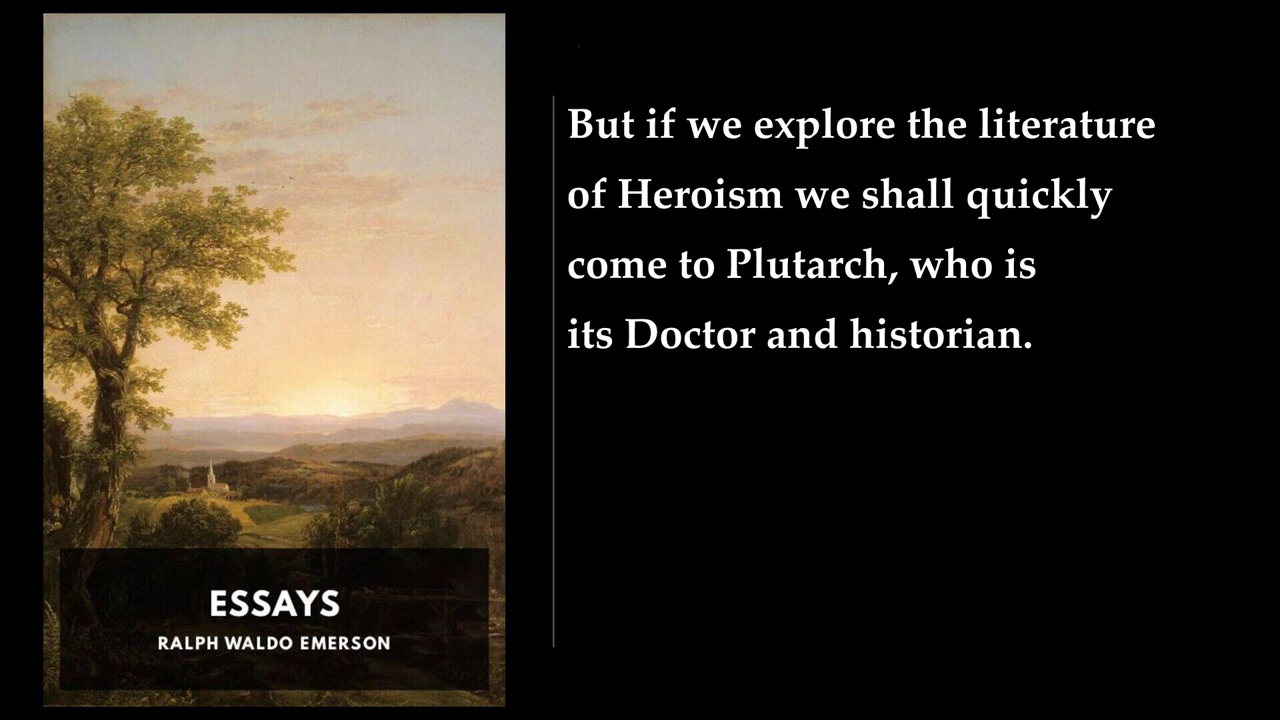 But if we explore the literature
of Heroism we shall quickly
come to Plutarch, who is
its Doctor and historian.
ESSAYS
RALPH WALDO EMERSON